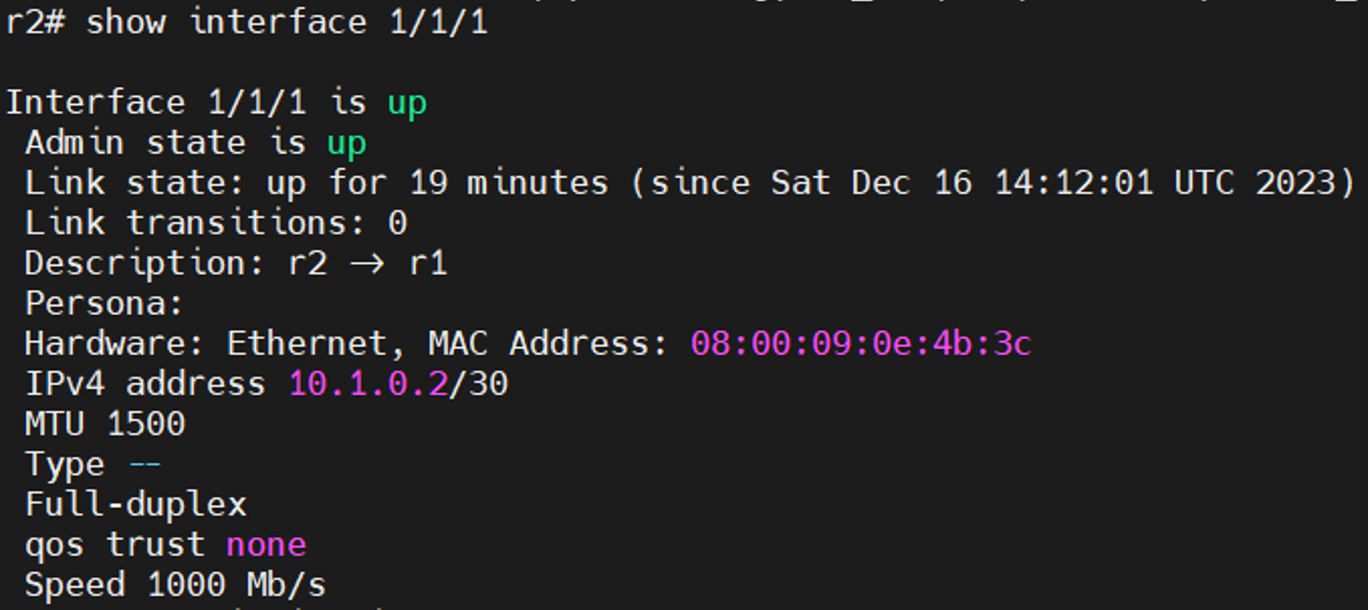 r2# show interface 1/1/1
Interface 1/1/1 is up
Admin state is up
Link state: up for 19 minutes (since Sat Dec 16 14:12:01 UTC 2023)
Link transitions: 0
Description: r2 → r1
Persona:
Hardware: Ethernet, MAC Address: 08:00:09:0e:4b:3c
IPv4 address 10.1.0.2/30
MTU 1500
Type --
Full-duplex
qos trust none
Speed 1000 Mb/s